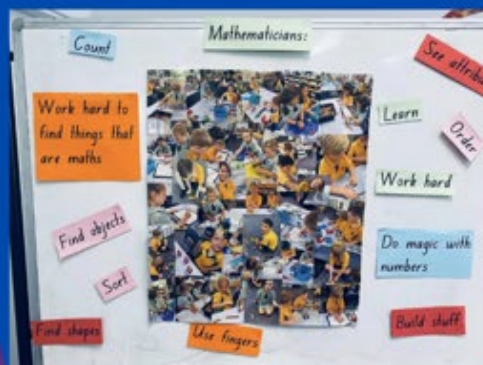 Mathematicians:
Count
See
Work hard to
find things that
are maths
Learn
Order
Work hard
Find objects
Do magic with
numbers
Sort
Find shapes
Use fingers
Build stuff